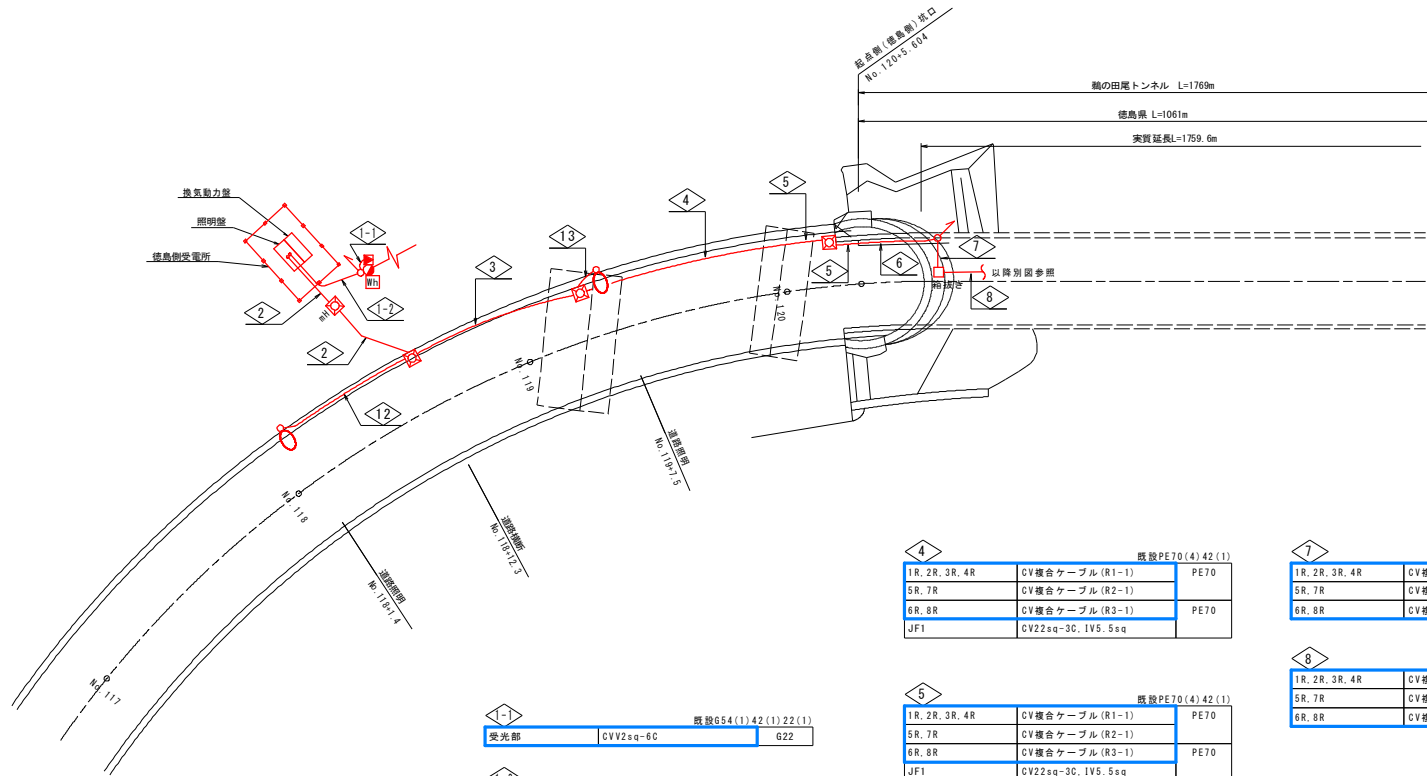 起点側(徳島側)坑口
No.120+5.604
鵜の田尾トンネル L=1769m
徳島県 L=1061m
実質延長L=1759.6m
換気動力盤
照明盤
徳島側受電所
1-1
Wh
1-2
2
mH
2
3
13
4
5
5
6
7
8
以降別図参照
箱抜き
12
No.120
No.119
No.118
No.117
道路照明
No.119+7.5
道路横断
No.118+12.3
道路照明
No.118+1.4
4
既設PE70(4)42(1)
1R,2R,3R,4R CV複合ケーブル(R1-1) PE70
5R,7R CV複合ケーブル(R2-1)
6R,8R CV複合ケーブル(R3-1) PE70
JF1 CV22sq-3C,IV5.5sq
7
1R,2R,3R,4R
5R,7R
6R,8R
8
1R,2R,3R,4R
5R,7R
6R,8R
5
既設PE70(4)42(1)
1R,2R,3R,4R CV複合ケーブル(R1-1) PE70
5R,7R CV複合ケーブル(R2-1)
6R,8R CV複合ケーブル(R3-1) PE70
JF1 CV22sq-3C,IV5.5sq
1-1
既設G54(1)42(1)22(1)
受光部 CVV2sq-6C G22